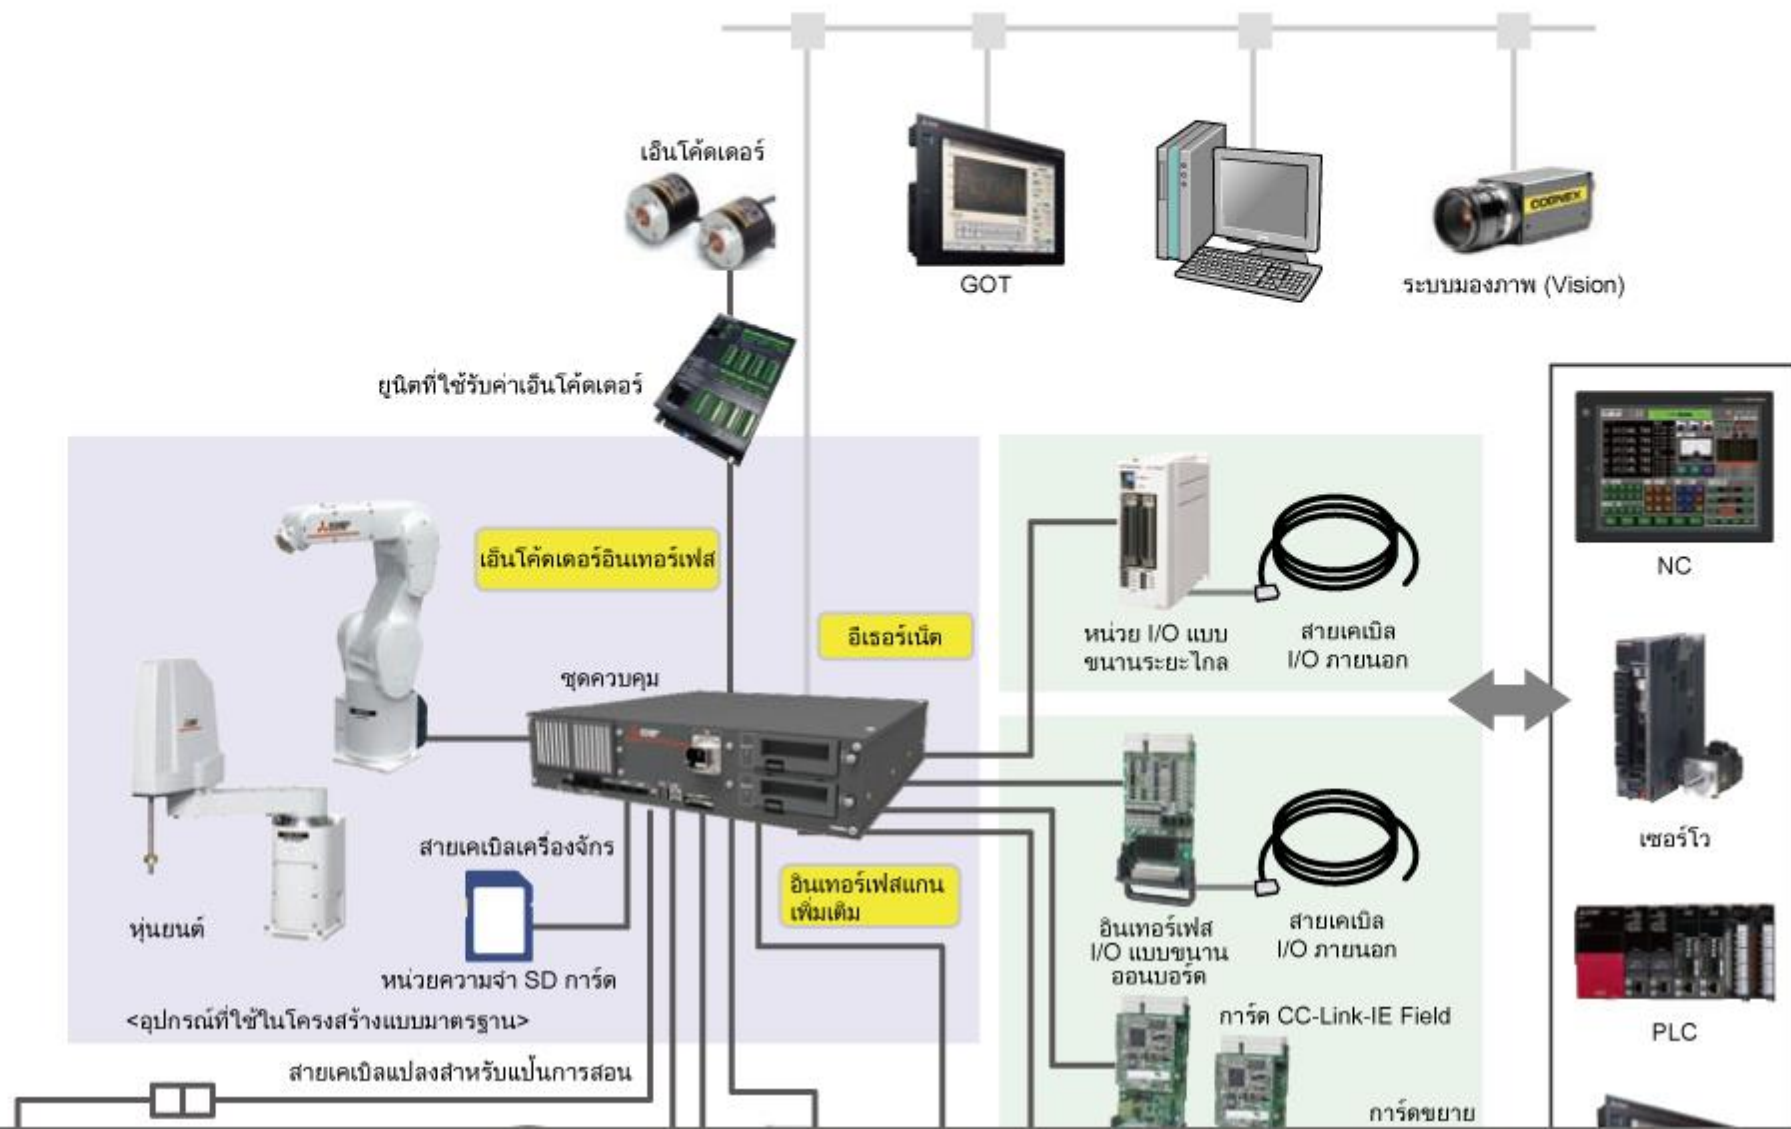 เอ็นโค้ดเดอร์
GOT
COGNEX
ระบบมองภาพ (Vision)
ยูนิตที่ใช้รับค่าเอ็นโค้ดเดอร์
เอ็นโค้ดเตอร์อินเทอร์เฟส
อีเธอร์เน็ต
ชุดควบคุม
หุ่นยนต์
สายเคเบิลเครื่องจักร
หน่วยความจำ SD การ์ด
<อุปกรณ์ที่ใช้ในโครงสร้างแบบมาตรฐาน>
อินเทอร์เฟสแกน
เพิ่มเติม
สายเคเบิลแปลงสำหรับแป้นการสอน
หน่วย I/O แบบ
ขนานระยะไกล
สายเคเบิล
I/O ภายนอก
อินเทอร์เฟส
I/O แบบขนาน
ออนบอร์ด
สายเคเบิล
I/O ภายนอก
การ์ด CC-Link-IE Field
การ์ดขยาย
NC
เซอร์โว
PLC